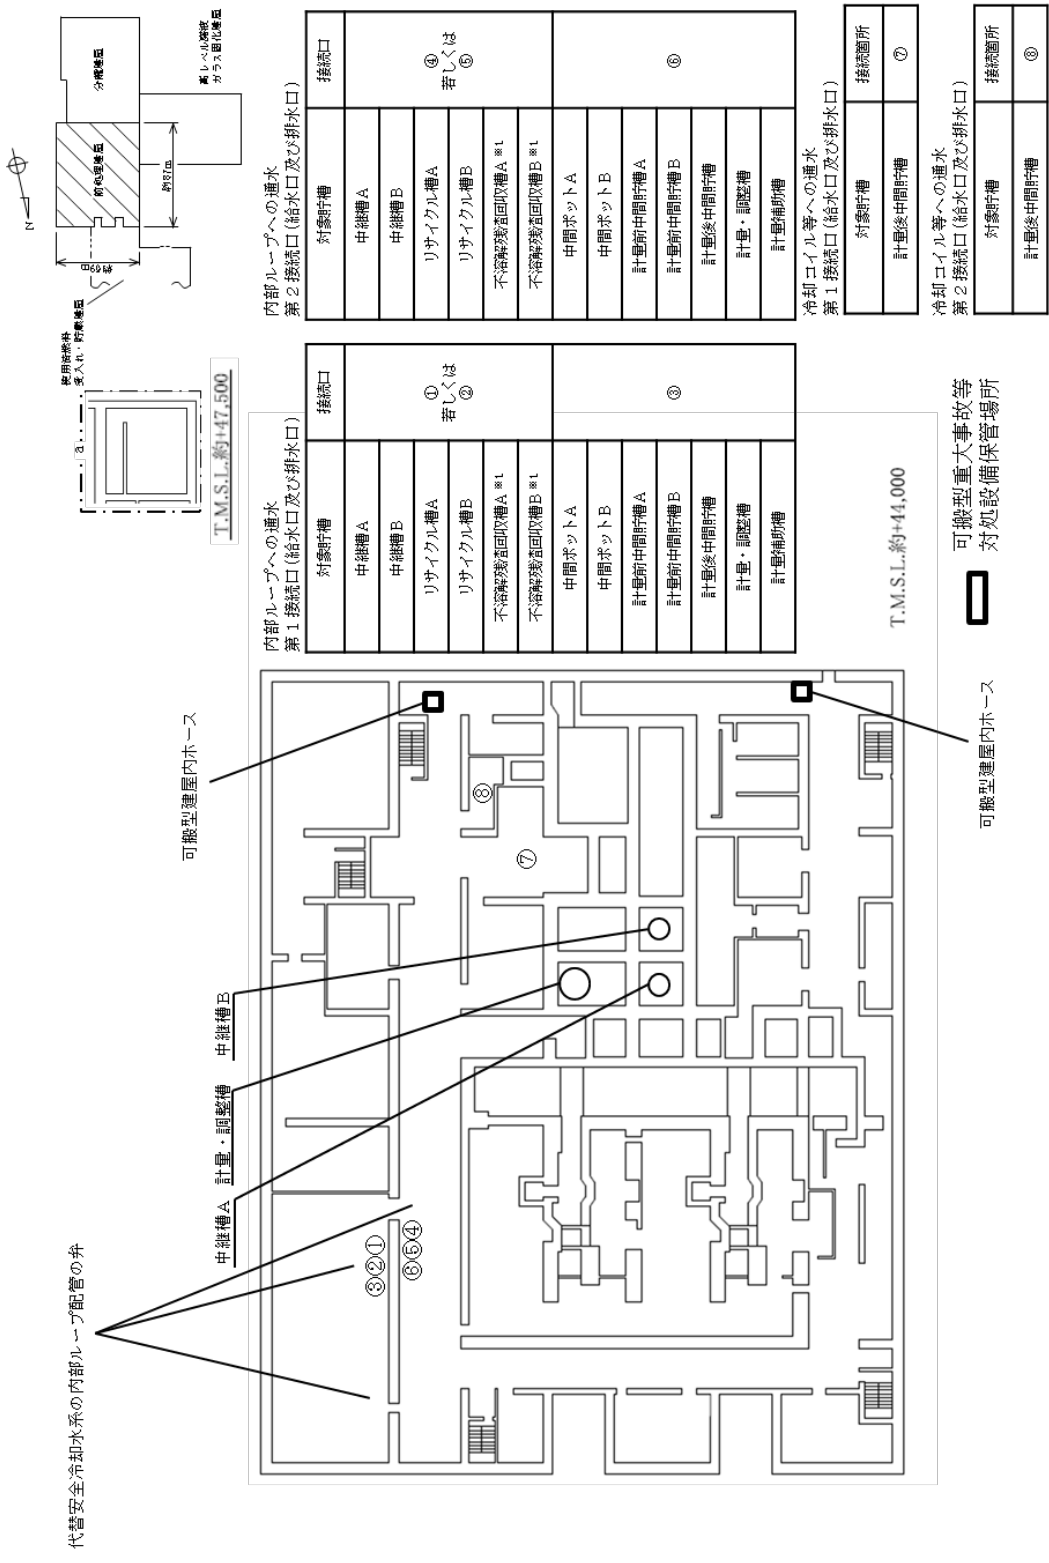 代替安全冷却水系の内部ループ配管の弁
中継槽A
計量・調整槽
中継槽B
可搬型建屋内ホース
③②①
⑥⑤④
⑦
⑧
可搬型建屋内ホース
T.M.S.L.約+44,000
可搬型重大事故等
対処設備保管場所
a
T.M.S.L.約+47,500
N
使用済燃料
受入れ・貯蔵建屋
前処理建屋
分離建屋
高レベル廃液
ガラス固化建屋
約87m
約69m
内部ループへの通水
第1接続口(給水口及び排水口)
対象貯槽 接続口
中継槽A ①
若しくは
②
中継槽B
リサイクル槽A
リサイクル槽B
不溶解残渣回収槽A※1
不溶解残渣回収槽B※1
中間ポットA ③
中間ポットB
計量前中間貯槽A
計量前中間貯槽B
計量後中間貯槽
計量・調整槽
計量補助槽
内部ループへの通水
第2接続口(給水口及び排水口)
対象貯槽 接続口
中継槽A ④
若しくは
⑤
中継槽B
リサイクル槽A
リサイクル槽B
不溶解残渣回収槽A※1
不溶解残渣回収槽B※1
中間ポットA ⑥
中間ポットB
計量前中間貯槽A
計量前中間貯槽B
計量後中間貯槽
計量・調整槽
計量補助槽
冷却コイル等への通水
第1接続口(給水口及び排水口)
対象貯槽 接続箇所
計量後中間貯槽 ⑦
冷却コイル等への通水
第2接続口(給水口及び排水口)
対象貯槽 接続箇所
計量後中間貯槽 ⑧